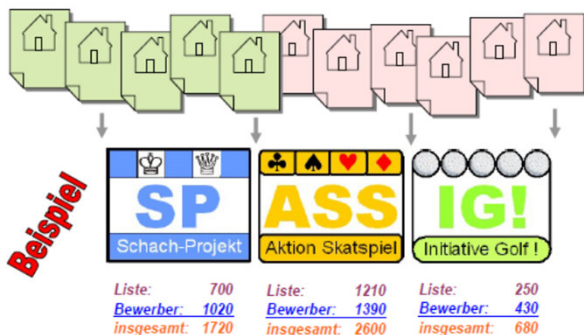 Beispiel
SP
Schach-Projekt
Liste: 700
Bewerber: 1020
insgesamt: 1720
ASS
Aktion Skatspiel
Liste: 1210
Bewerber: 1390
insgesamt: 2600
IG!
Initiative Golf !
Liste: 250
Bewerber: 430
insgesamt: 680